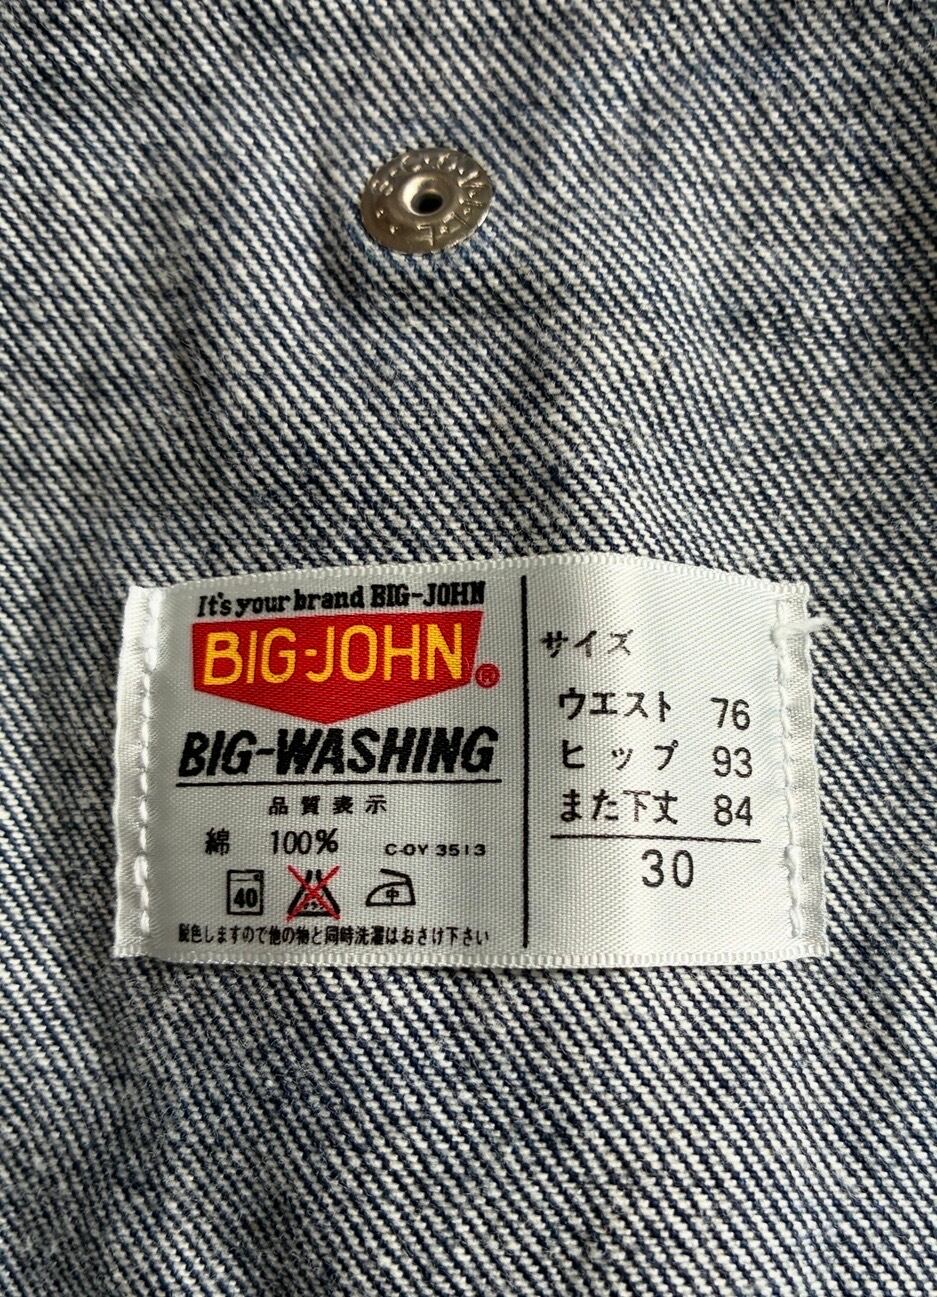 It's your brand BIG-JOHN
BIG-JOHN®
BIG-WASHING
品質表示
綿 100% C-OY 3513
40 中
脱色しますので他の物と同時洗濯はおさけ下さい
サイズ
ウエスト 76
ヒップ 93
また下丈 84
30